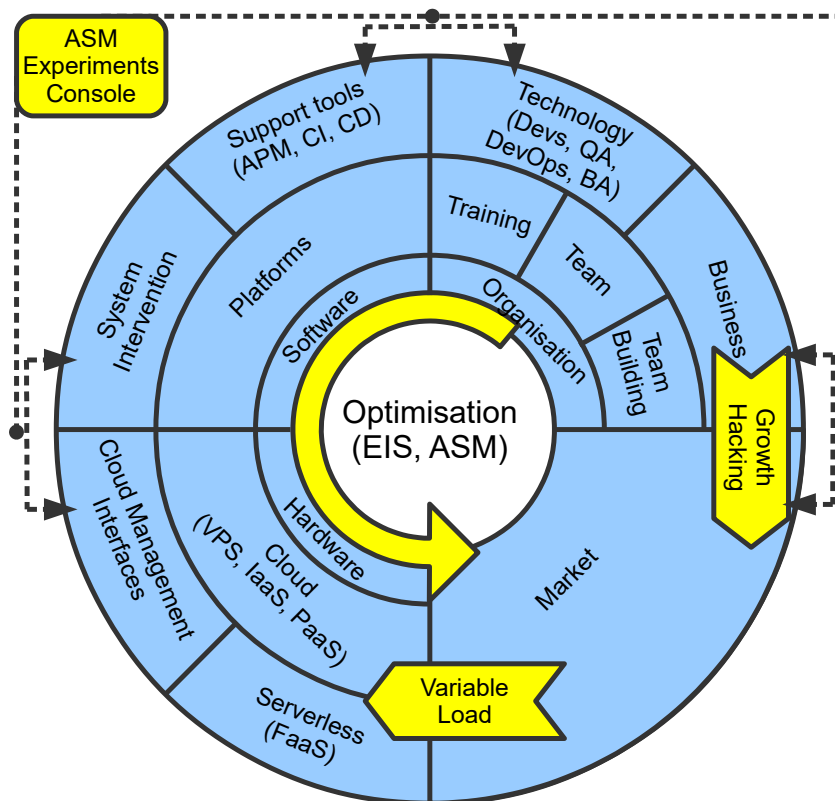 ASM
Experiments
Console
Support tools
(APM, CI, CD)
Technology
(Devs, QA,
DevOps, BA)
System
Intervention
Platforms
Training
Team
Business
Software
Organisation
Team
Building
Optimisation
(EIS, ASM)
Growth
Hacking
Cloud Management
Interfaces
Hardware
Cloud
(VPS, IaaS, PaaS)
Market
Serverless
(FaaS)
Variable
Load